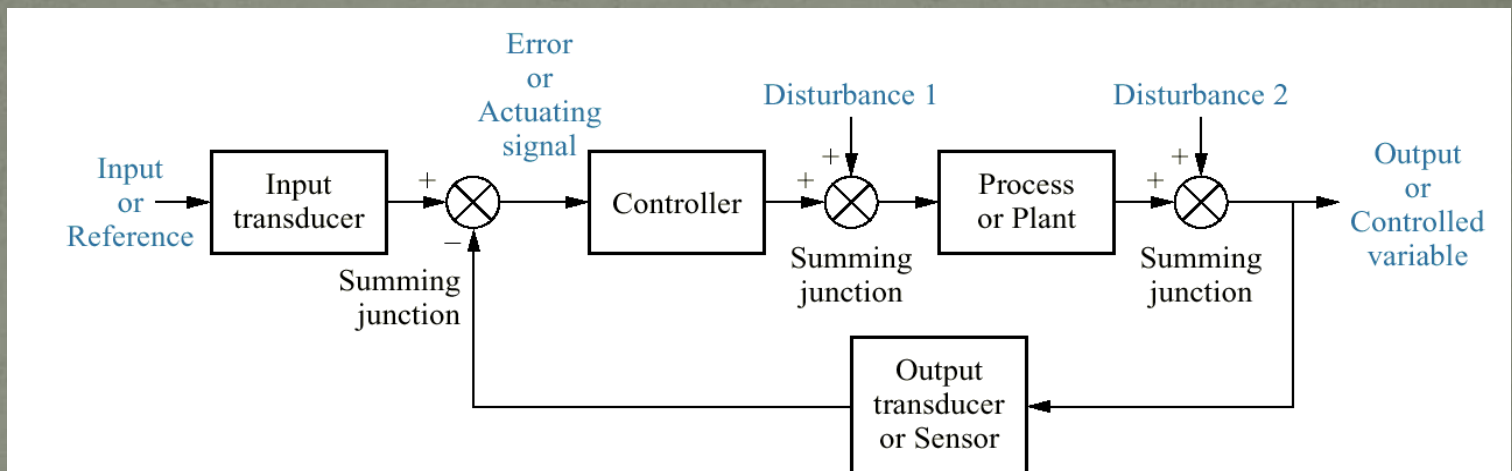 Error
or
Actuating
signal
Disturbance 1
Disturbance 2
Input
or
Reference
Input
transducer
+
−
Summing
junction
Controller
+
+
Summing
junction
Process
or Plant
+
+
Summing
junction
Output
or
Controlled
variable
Output
transducer
or Sensor